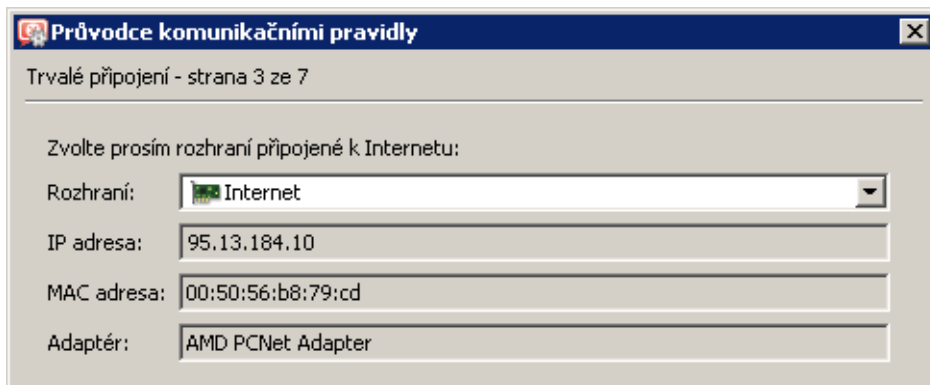 Průvodce komunikačními pravidly
Trvalé připojení - strana 3 ze 7
Zvolte prosím rozhraní připojené k Internetu:
Rozhraní: Internet
IP adresa: 95.13.184.10
MAC adresa: 00:50:56:b8:79:cd
Adaptér: AMD PCNet Adapter